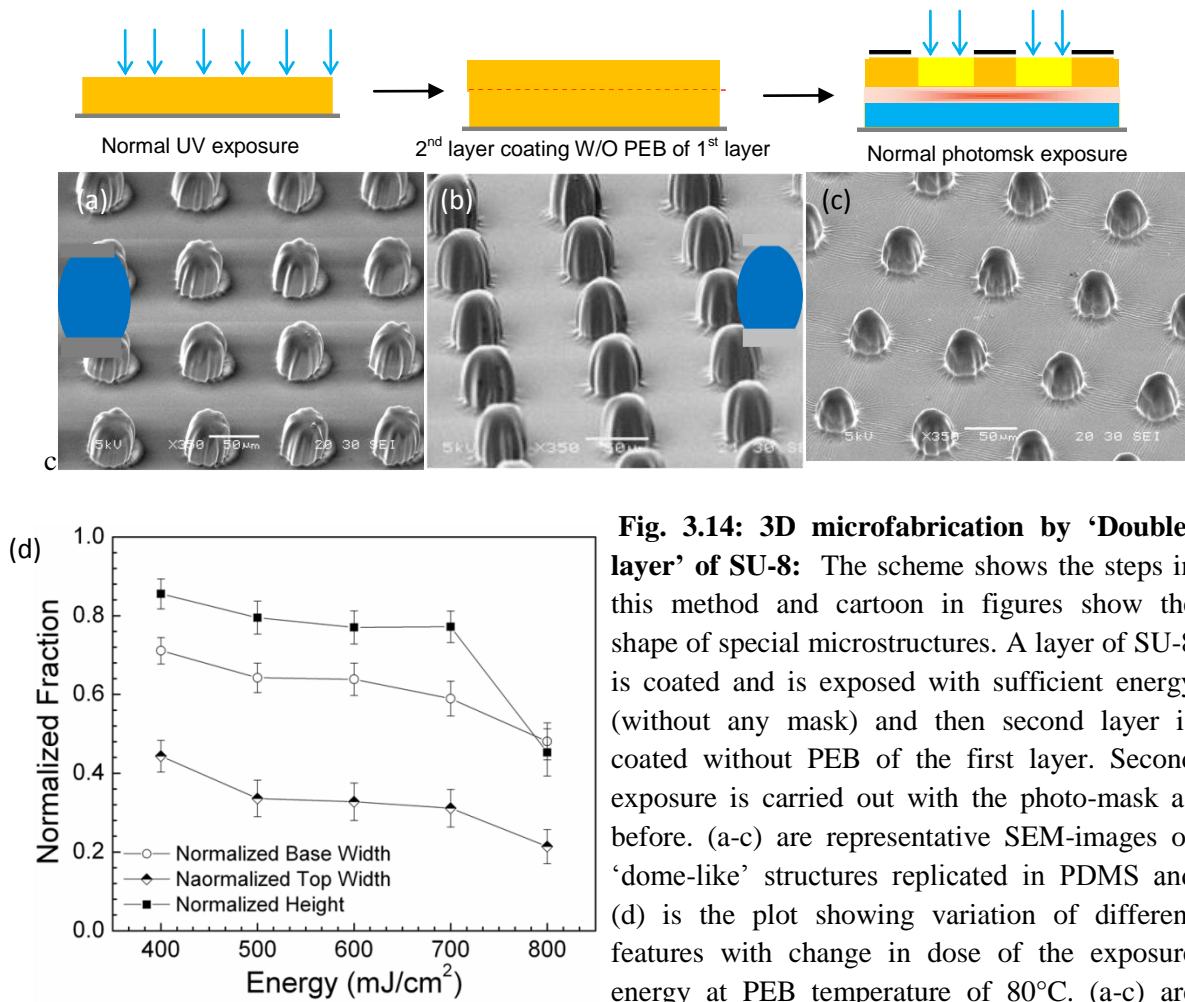 Normal UV exposure
2nd layer coating W/O PEB of 1st layer
Normal photomsk exposure
(a)
(b)
(c)
5kV X350 50µm 20 30 SEI
5kV X350 50µm 30 SEI
5kV X350 50µm 20 30 SEI
c
(d)
1.0
0.8
0.6
0.4
0.2
0.0
Normalized Fraction
Normalized Base Width
Naormalized Top Width
Normalized Height
400 500 600 700 800
Energy (mJ/cm2)
Fig. 3.14: 3D microfabrication by ‘Double
layer’ of SU-8: The scheme shows the steps in
this method and cartoon in figures show the
shape of special microstructures. A layer of SU-8
is coated and is exposed with sufficient energy
(without any mask) and then second layer i
coated without PEB of the first layer. Second
exposure is carried out with the photo-mask a
before. (a-c) are representative SEM-images o
‘dome-like’ structures replicated in PDMS and
(d) is the plot showing variation of differen
features with change in dose of the exposure
energy at PEB temperature of 80°C. (a-c) are